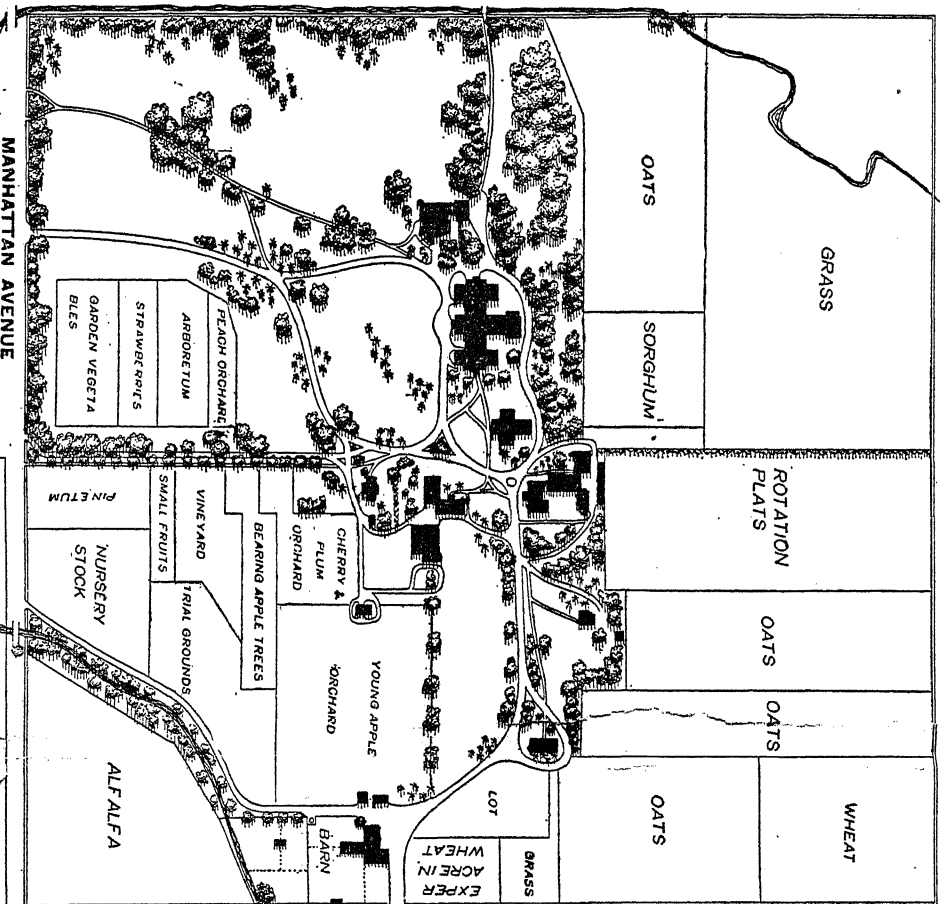 MANHATTAN AVENUE
OATS
GRASS
SORGHUM
PEACH ORCHARD
ARBORETUM
STRAWBERRIES
GARDEN VEGETA
BLES
ROTATION
PLATS
PINETUM
SMALL FRUITS
VINEYARD
BEARING APPLE TREES
CHERRY &
PLUM
ORCHARD
NURSERY
STOCK
TRIAL GROUNDS
YOUNG APPLE
ORCHARD
OATS
OATS
ALFALFA
BARN
LOT
EXPER
ACRE IN
WHEAT
GRASS
OATS
WHEAT